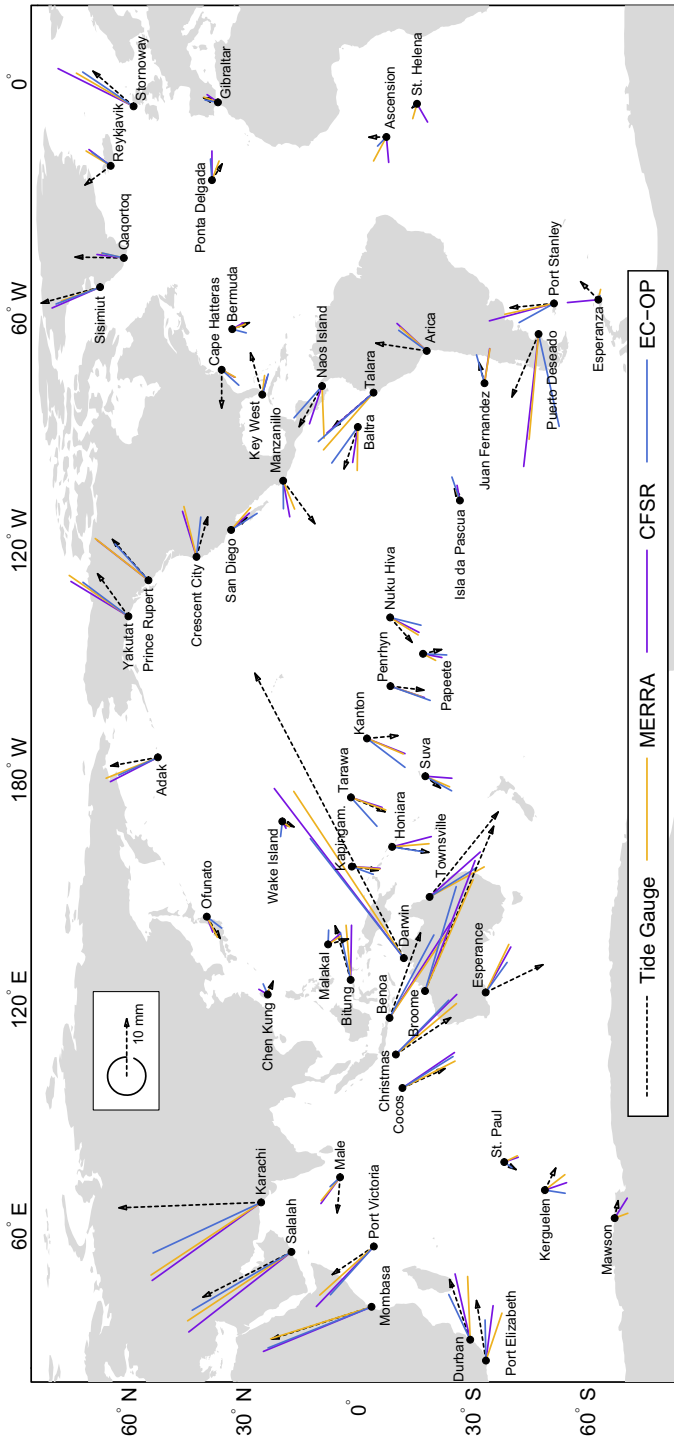 60° E
120° E
180° W
120° W
60° W
0°
60° N
30° N
0°
30° S
60° S
10 mm
Karachi
Salalah
Male
Port Victoria
Mombasa
Durban
Port Elizabeth
St. Paul
Kerguelen
Mawson
Ofunato
Chen Kung
Wake Island
Malakal
Bitung
Benoa
Christmas
Cocos
Broome
Darwin
Esperance
Townsville
Kapingam.
Tarawa
Honiara
Kanton
Suva
Penrhyn
Nuku Hiva
Papeete
Adak
Yakutat
Prince Rupert
Crescent City
San Diego
Manzanillo
Isla da Pascua
Juan Fernandez
Baltra
Talara
Naos Island
Key West
Cape Hatteras
Bermuda
Arica
Puerto Deseado
Port Stanley
Esperanza
Sisimiut
Qaqortoq
Reykjavik
Stornoway
Ponta Delgada
Gibraltar
Ascension
St. Helena
Tide Gauge
MERRA
CFSR
EC-OP